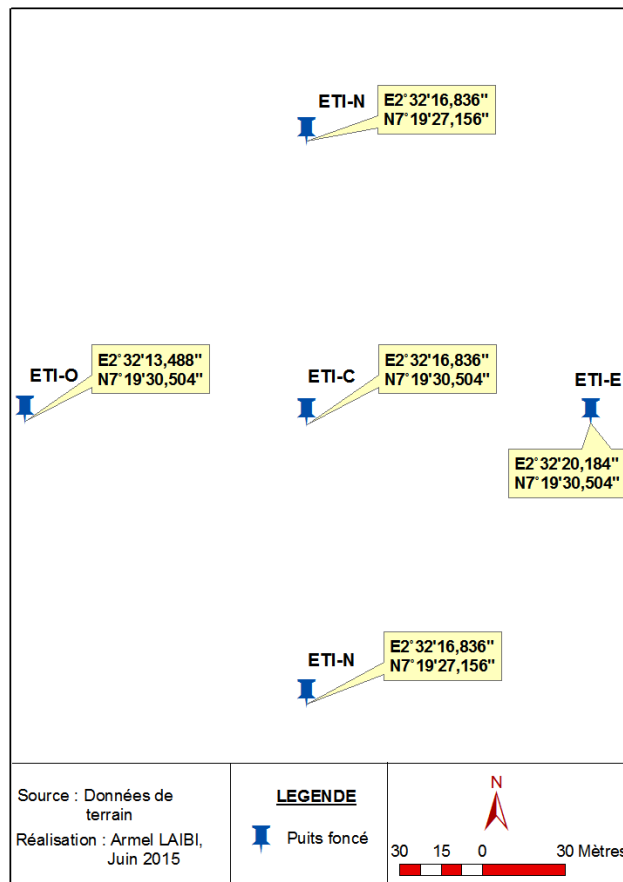 ETI-N
E2°32'16,836"
N7°19'27,156"
ETI-O
E2°32'13,488"
N7°19'30,504"
ETI-C
E2°32'16,836"
N7°19'30,504"
ETI-E
E2°32'20,184"
N7°19'30,504"
ETI-N
E2°32'16,836"
N7°19'27,156"
Source : Données de
terrain
Réalisation : Armel LAIBI,
Juin 2015
LEGENDE
Puits foncé
N
30 15 0 30 Mètres